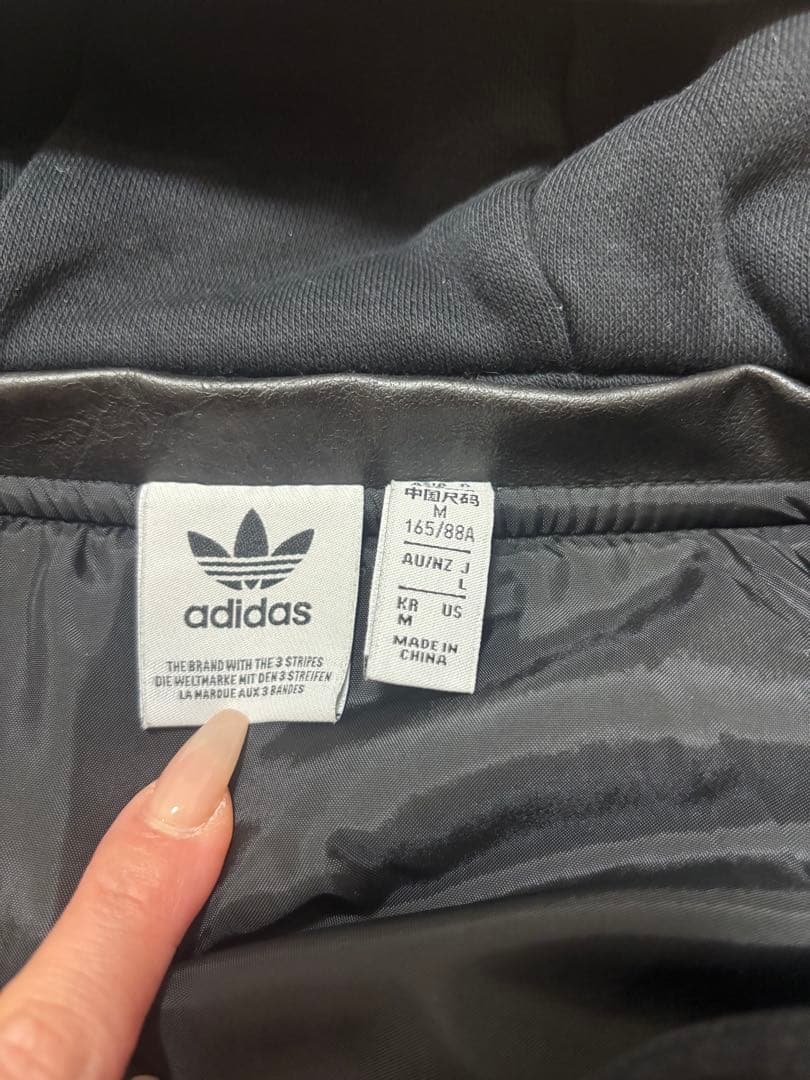 adidas
THE BRAND WITH THE 3 STRIPES
DIE WELTMARKE MIT DEN 3 STREIFEN
LA MARQUE AUX 3 BANDES
中国尺码
M
165/88A
AU/NZ J
L
KR US
M
MADE IN
CHINA